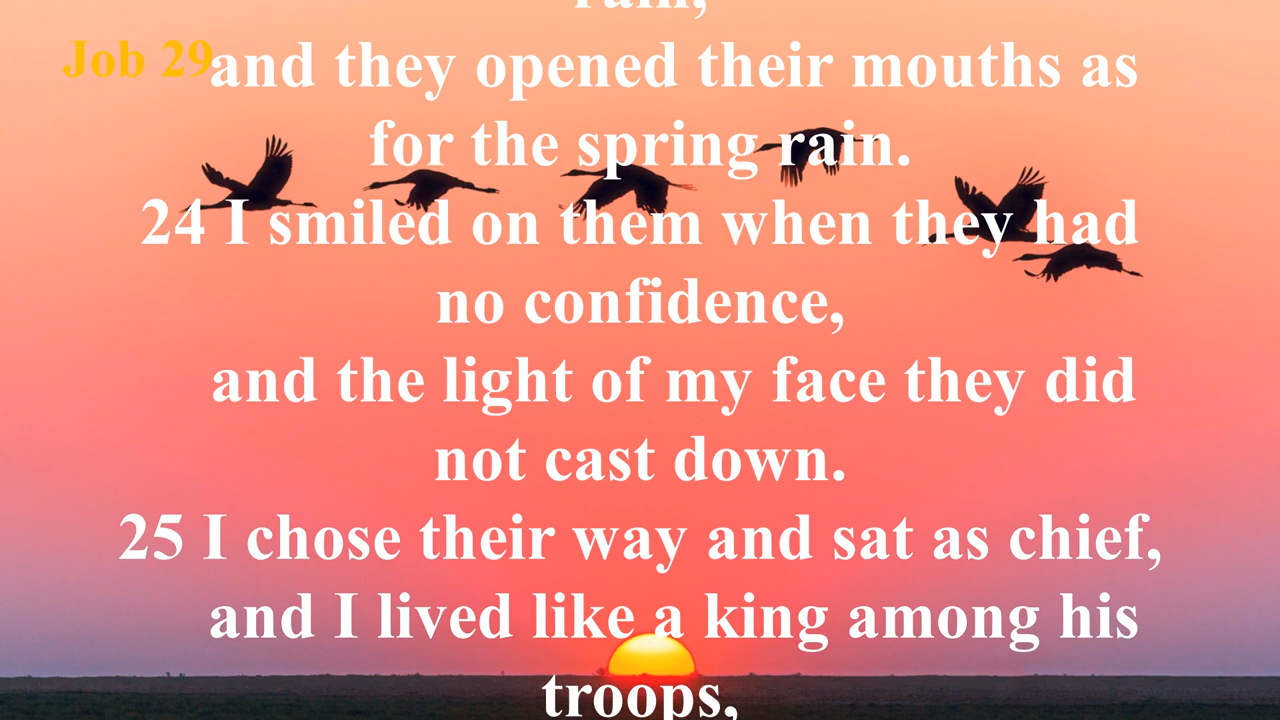 rain,
Job 29
and they opened their mouths as
for the spring rain.
24 I smiled on them when they had
no confidence,
and the light of my face they did
not cast down.
25 I chose their way and sat as chief,
and I lived like a king among his
troops,